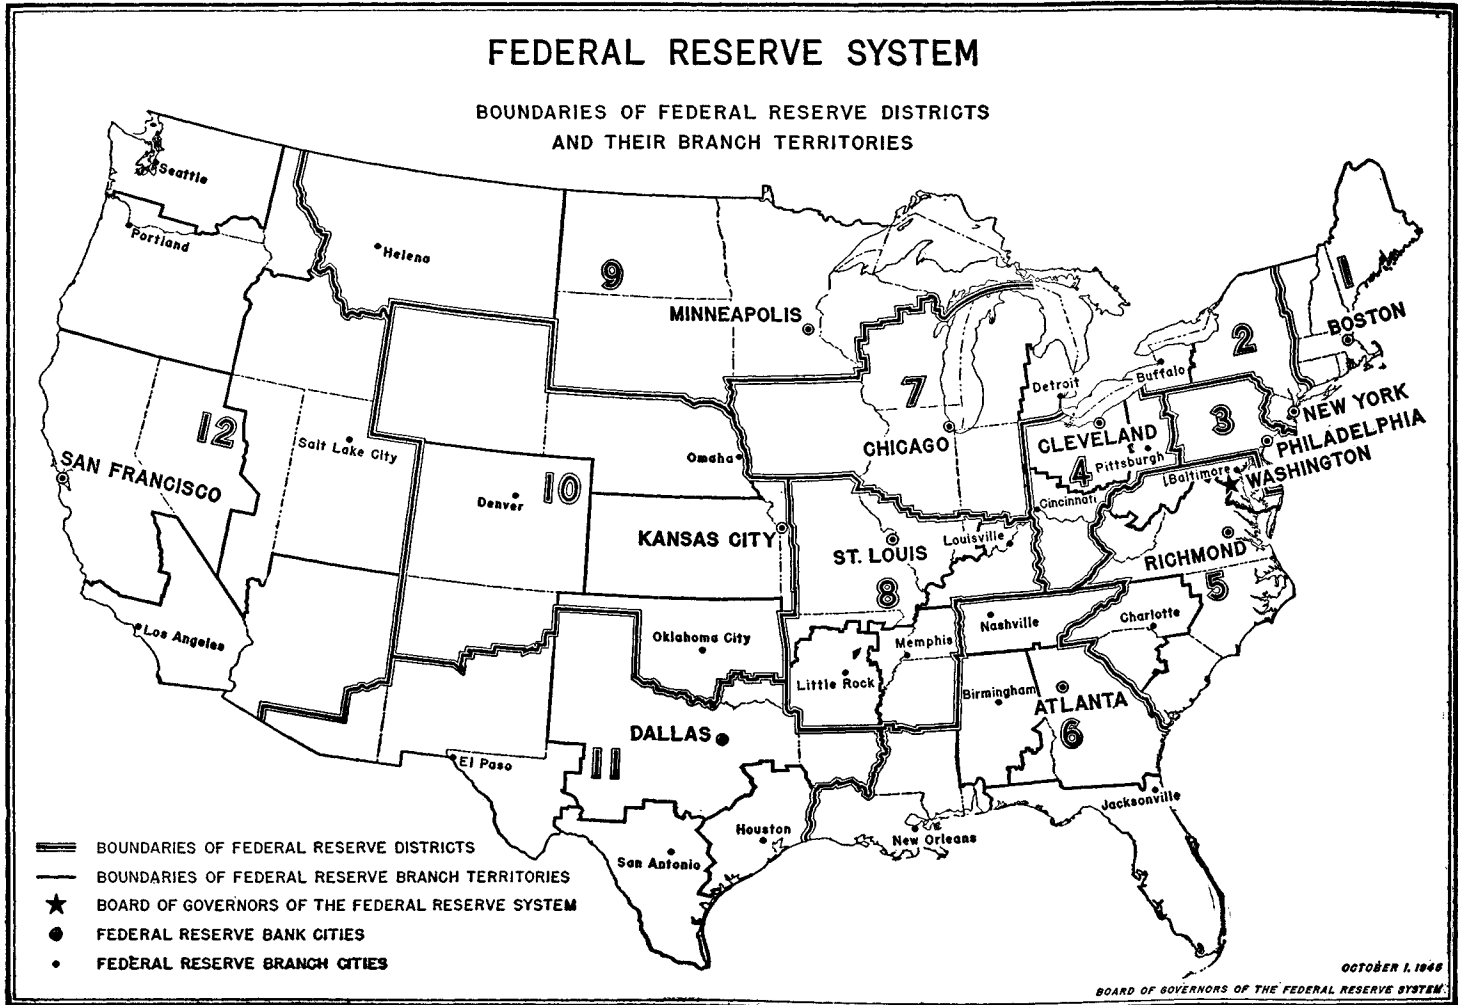 FEDERAL RESERVE SYSTEM
BOUNDARIES OF FEDERAL RESERVE DISTRICTS
AND THEIR BRANCH TERRITORIES
Seattle
Portland
Helena
9
MINNEAPOLIS
1
BOSTON
2
Buffalo
Detroit
7
CHICAGO
NEW YORK
3
PHILADELPHIA
WASHINGTON
CLEVELAND
4
Pittsburgh
Baltimore
Cincinnati
12
Salt Lake City
SAN FRANCISCO
Omaha
10
Denver
KANSAS CITY
ST. LOUIS
8
Louisville
RICHMOND
5
Los Angeles
Oklahoma City
Memphis
Nashville
Charlotte
Little Rock
Birmingham
ATLANTA
6
DALLAS
11
El Paso
Jacksonville
Houston
New Orleans
San Antonio
BOUNDARIES OF FEDERAL RESERVE DISTRICTS
BOUNDARIES OF FEDERAL RESERVE BRANCH TERRITORIES
BOARD OF GOVERNORS OF THE FEDERAL RESERVE SYSTEM
FEDERAL RESERVE BANK CITIES
FEDERAL RESERVE BRANCH CITIES
OCTOBER 1,
BOARD OF GOVERNORS OF THE FEDERAL RESERVE SYSTEM.